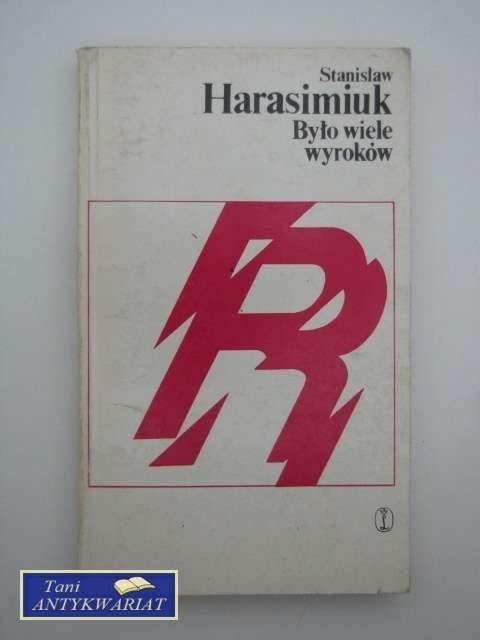 Stanisław
Harasimiuk
Było wiele
wyroków
R
Tani
ANTYKWARIAT